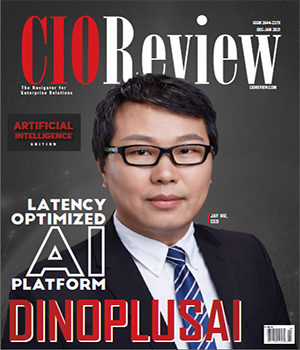 ISSN 2644-237X
DEC-JAN 2021
CIOReview
The Navigator for
Enterprise Solutions
CIOREVIEW.COM
ARTIFICIAL
INTELLIGENCE
EDITION
LATENCY
OPTIMIZED
AI
PLATFORM
JAY HU,
CEO
DINOPLUSAI